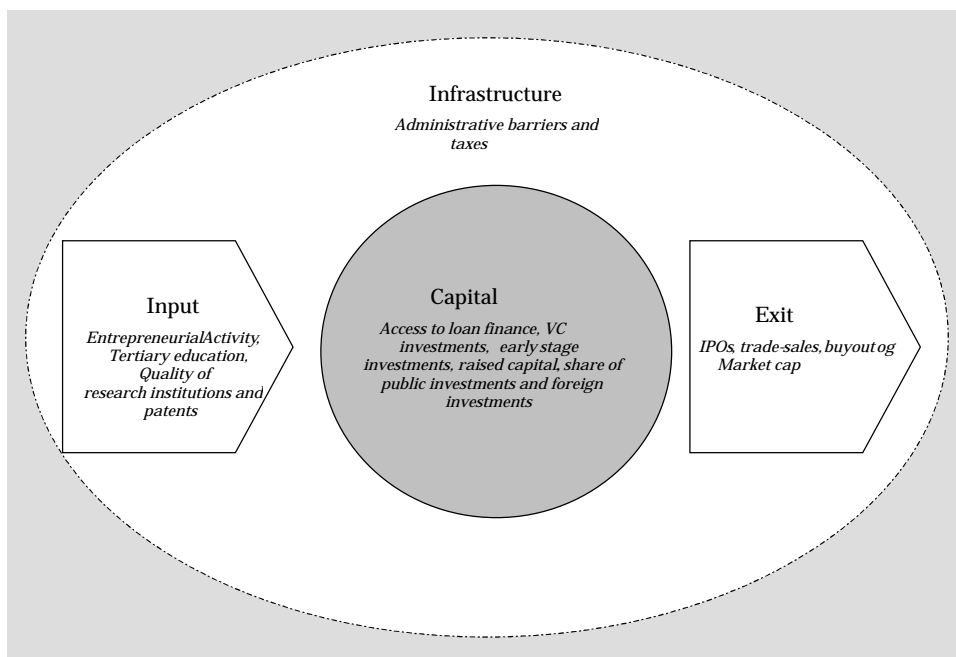 Infrastructure
Administrative barriers and
taxes
Input
EntrepreneurialActivity,
Tertiary education,
Quality of
research institutions and
patents
Capital
Access to loan finance, VC
investments, early stage
investments, raised capital, share of
public investments and foreign
investments
Exit
IPOs, trade-sales, buyout og
Market cap